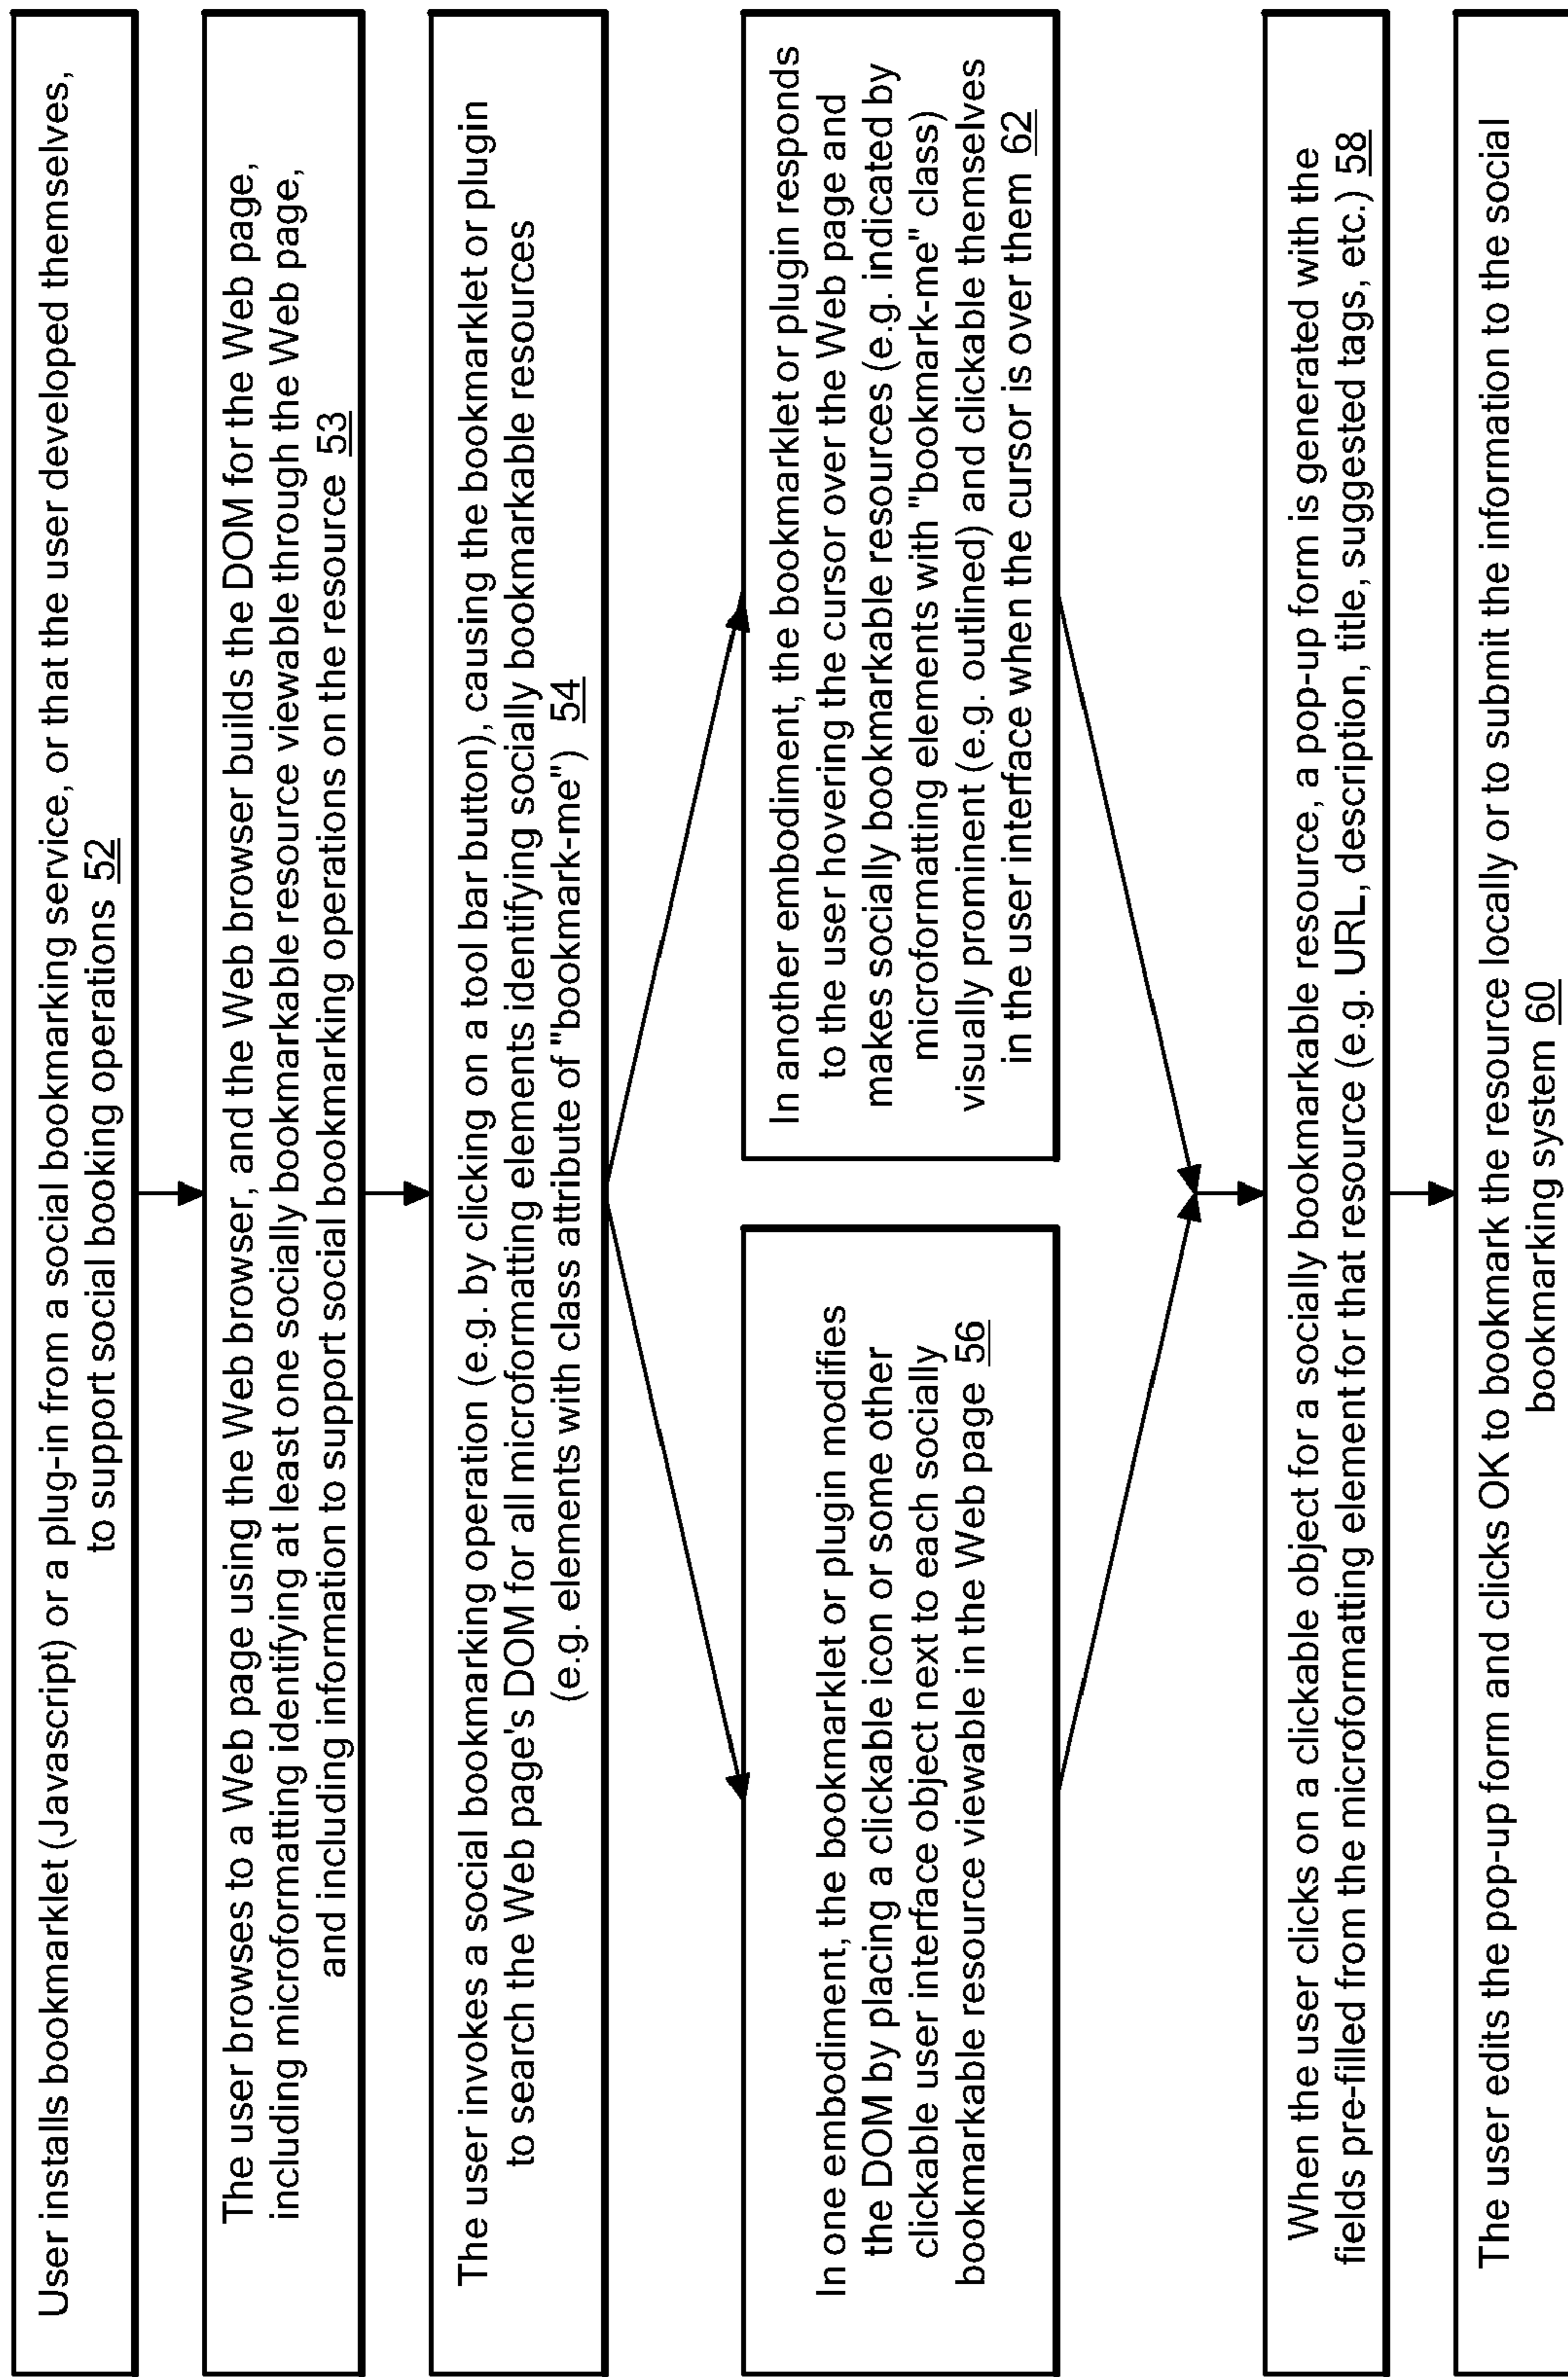 User installs bookmarklet (Javascript) or a plug-in from a social bookmarking service, or that the user developed themselves,
to support social booking operations 52
The user browses to a Web page using the Web browser, and the Web browser builds the DOM for the Web page,
including microformatting identifying at least one socially bookmarkable resource viewable through the Web page,
and including information to support social bookmarking operations on the resource 53
The user invokes a social bookmarking operation (e.g. by clicking on a tool bar button), causing the bookmarklet or plugin
to search the Web page's DOM for all microformatting elements identifying socially bookmarkable resources
(e.g. elements with class attribute of "bookmark-me") 54
In one embodiment, the bookmarklet or plugin modifies
the DOM by placing a clickable icon or some other
clickable user interface object next to each socially
bookmarkable resource viewable in the Web page 56
In another embodiment, the bookmarklet or plugin responds
to the user hovering the cursor over the Web page and
makes socially bookmarkable resources (e.g. indicated by
microformatting elements with "bookmark-me" class)
visually prominent (e.g. outlined) and clickable themselves
in the user interface when the cursor is over them 62
When the user clicks on a clickable object for a socially bookmarkable resource, a pop-up form is generated with the
fields pre-filled from the microformatting element for that resource (e.g. URL, description, title, suggested tags, etc.) 58
The user edits the pop-up form and clicks OK to bookmark the resource locally or to submit the information to the social
bookmarking system 60